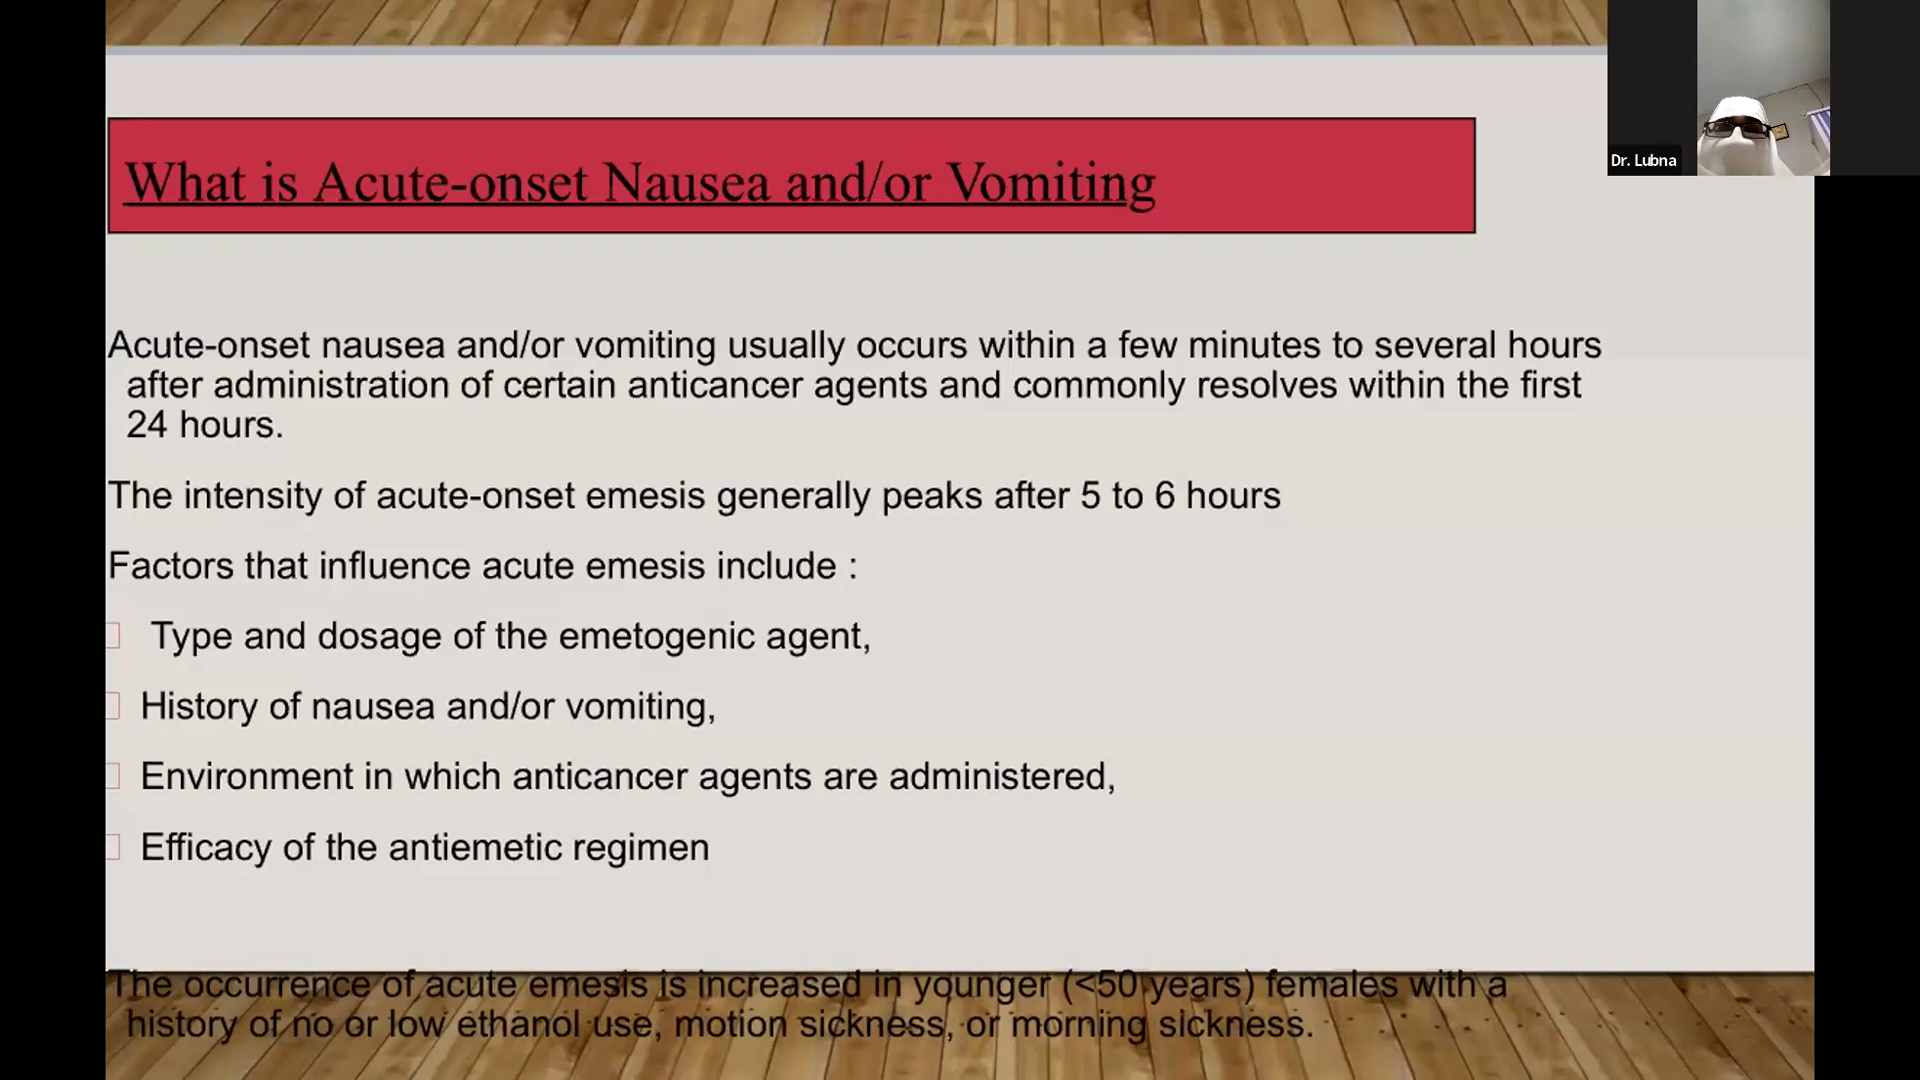 Dr. Lubna
What is Acute-onset Nausea and/or Vomiting
Acute-onset nausea and/or vomiting usually occurs within a few minutes to several hours
after administration of certain anticancer agents and commonly resolves within the first
24 hours.
The intensity of acute-onset emesis generally peaks after 5 to 6 hours
Factors that influence acute emesis include :
Type and dosage of the emetogenic agent,
History of nausea and/or vomiting,
Environment in which anticancer agents are administered,
Efficacy of the antiemetic regimen
The occurrence of acute emesis is increased in younger (<50 years) females with a
history of no or low ethanol use, motion sickness, or morning sickness.